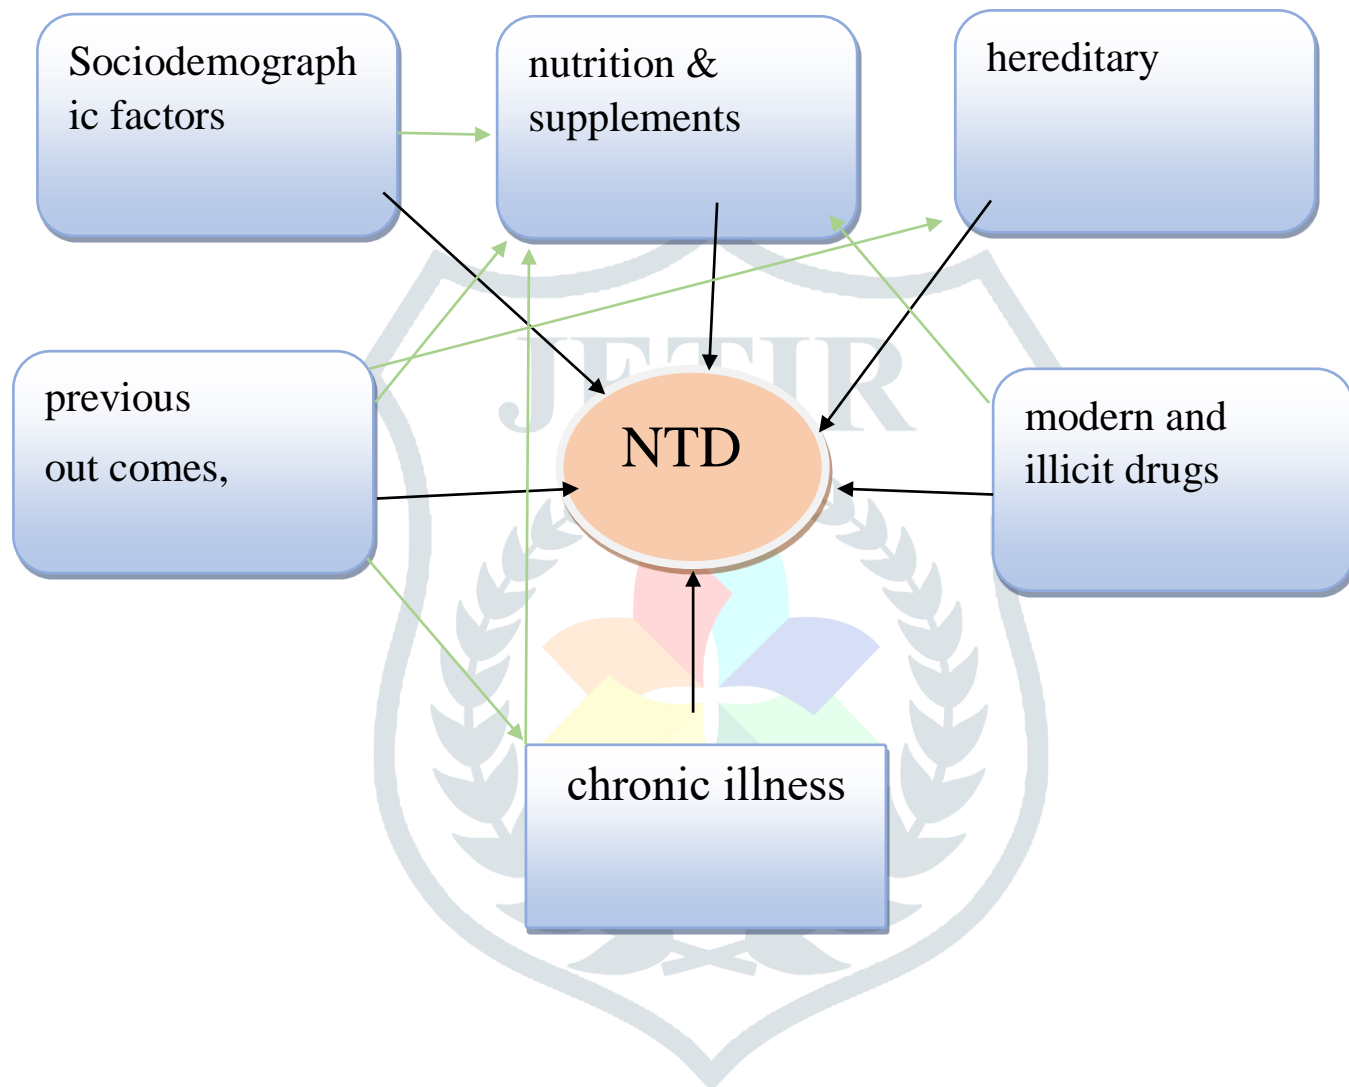 Sociodemograph
ic factors
nutrition &
supplements
hereditary
JETIR
previous
out comes,
NTD
modern and
illicit drugs
chronic illness